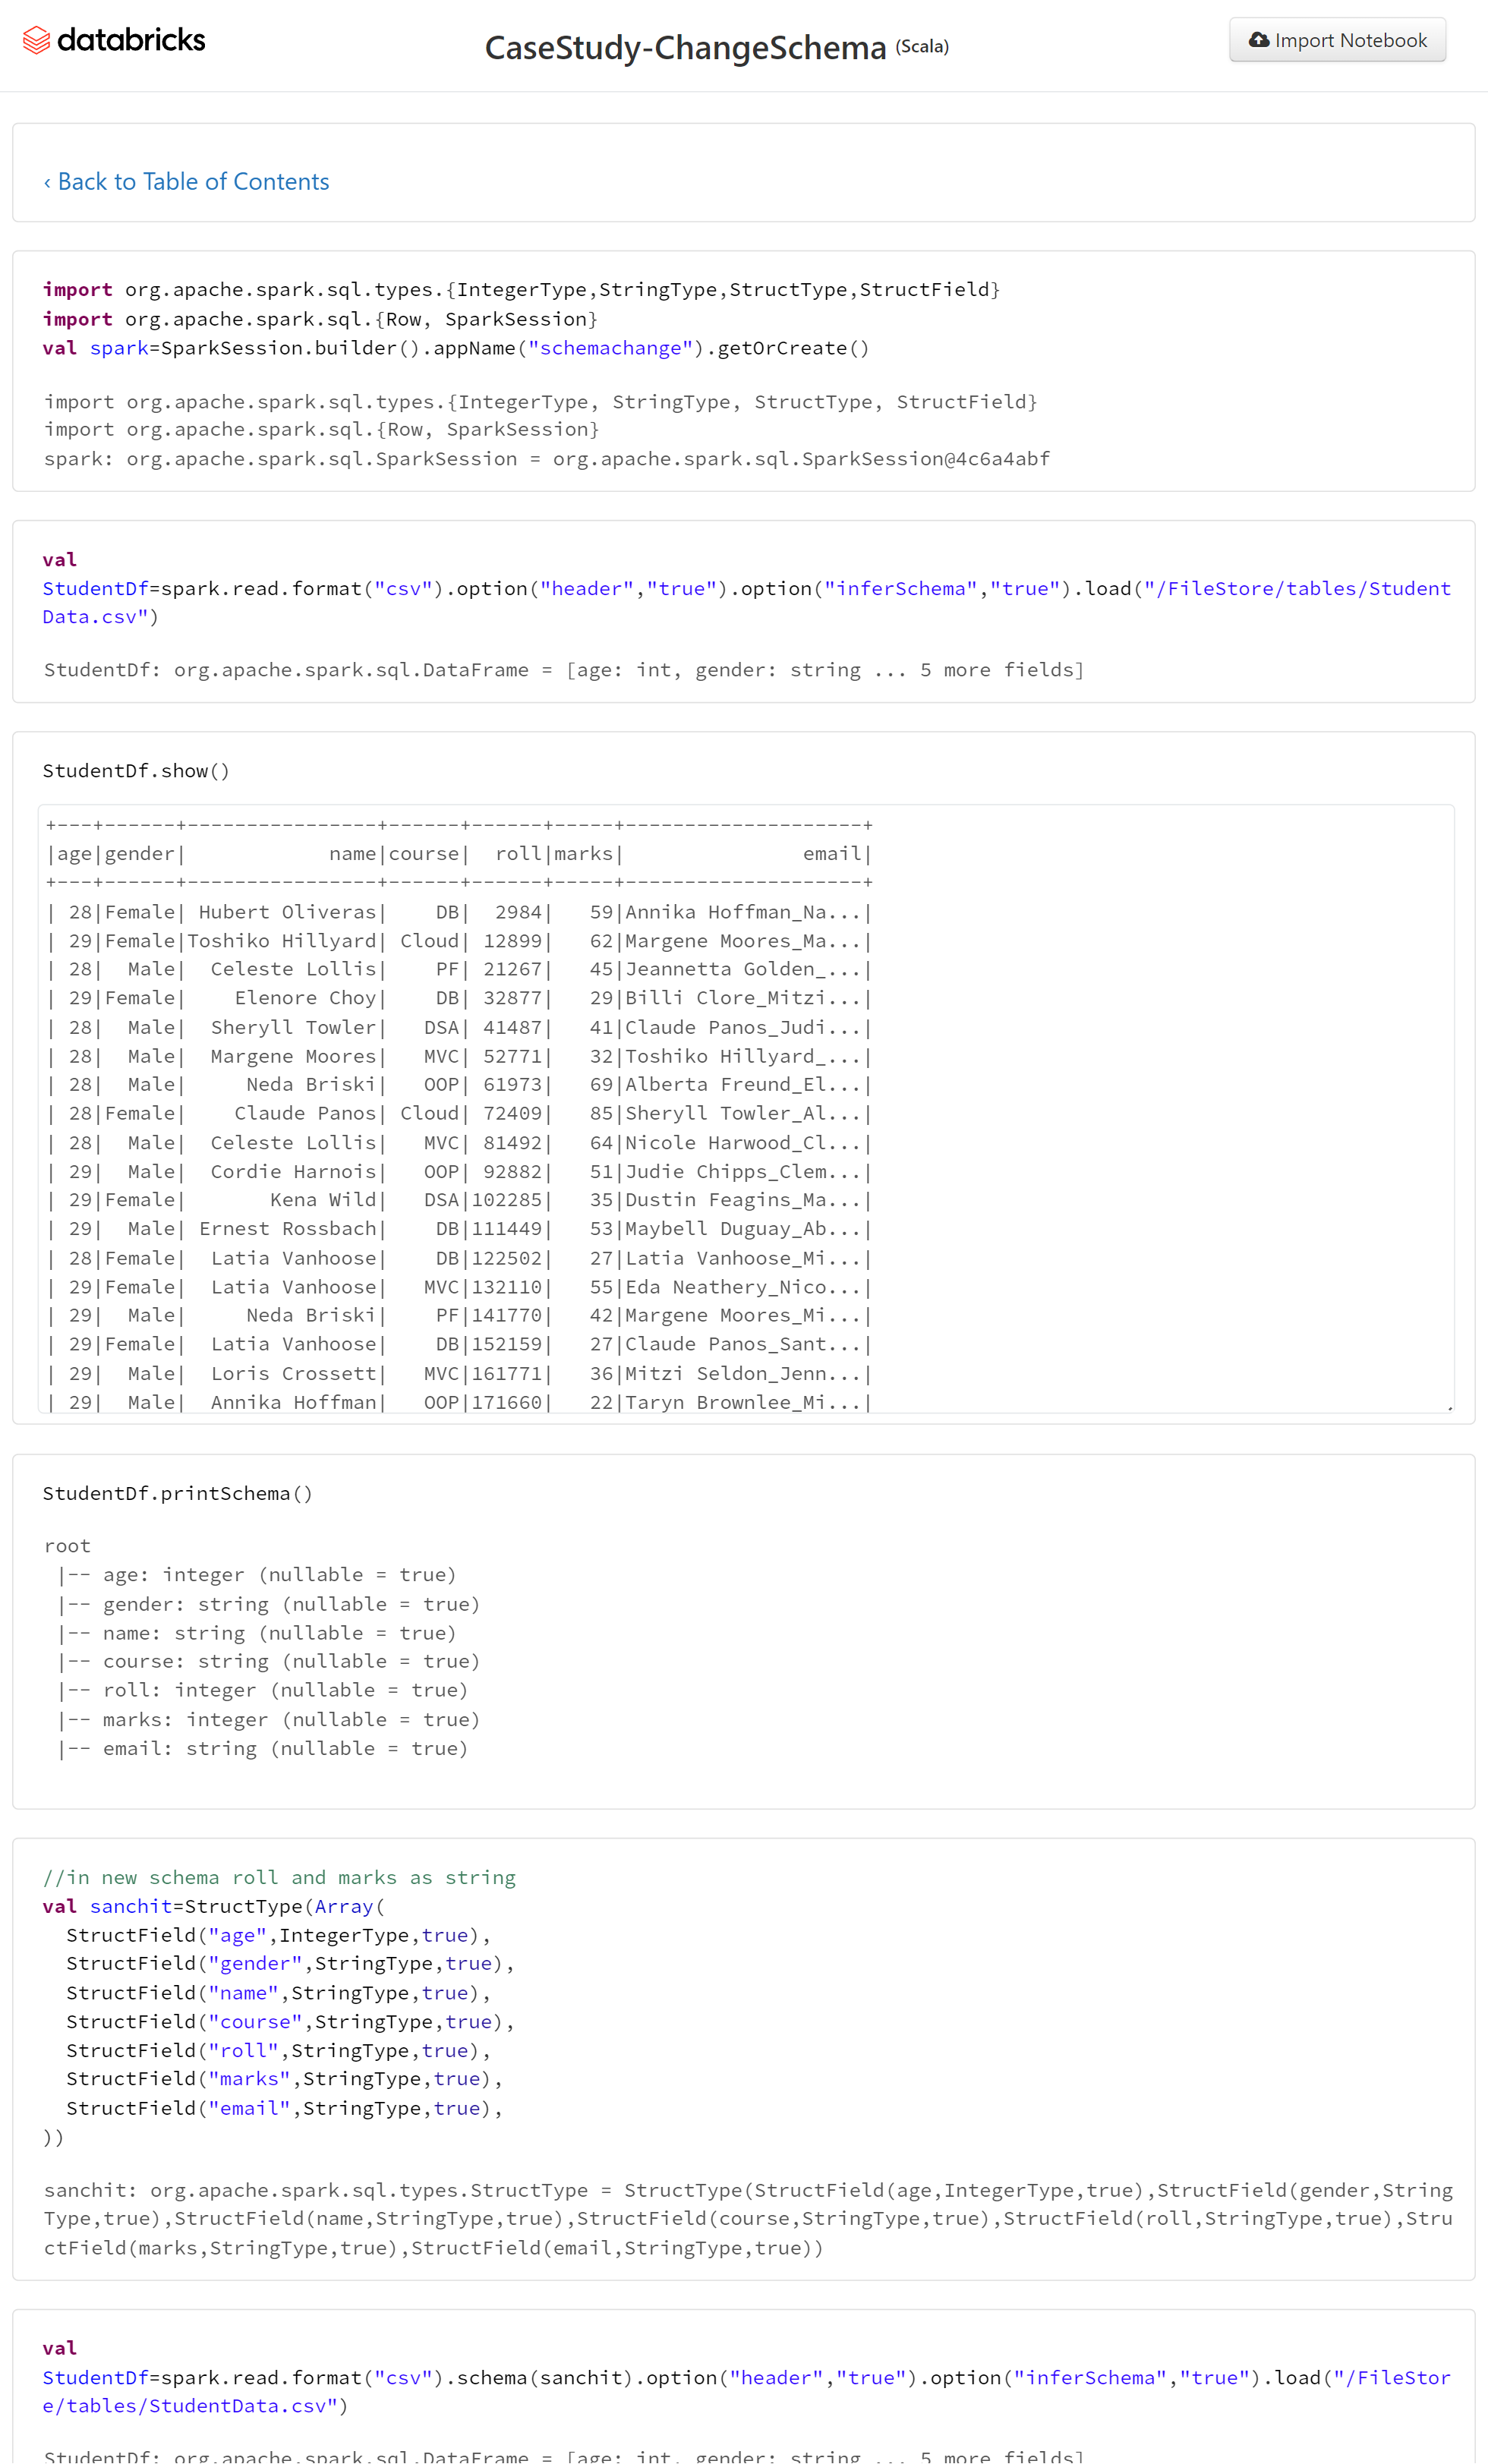 databricks
CaseStudy-ChangeSchema (Scala)
Import Notebook
‹ Back to Table of Contents
import org.apache.spark.sql.types.{IntegerType,StringType,StructType,StructField}
import org.apache.spark.sql.{Row, SparkSession}
val spark=SparkSession.builder().appName("schemachange").getOrCreate()
import org.apache.spark.sql.types.{IntegerType, StringType, StructType, StructField}
import org.apache.spark.sql.{Row, SparkSession}
spark: org.apache.spark.sql.SparkSession = org.apache.spark.sql.SparkSession@4c6a4abf
val
StudentDf=spark.read.format("csv").option("header","true").option("inferSchema","true").load("/FileStore/tables/Student
Data.csv")
StudentDf: org.apache.spark.sql.DataFrame = [age: int, gender: string ... 5 more fields]
StudentDf.show()
+---+------+----------------+------+------+-----+--------------------+
|age|gender|            name|course|  roll|marks|               email|
+---+------+----------------+------+------+-----+--------------------+
| 28|Female| Hubert Oliveras|    DB|  2984|   59|Annika Hoffman_Na...|
| 29|Female|Toshiko Hillyard| Cloud| 12899|   62|Margene Moores_Ma...|
| 28|  Male|  Celeste Lollis|    PF| 21267|   45|Jeannetta Golden_...|
| 29|Female|    Elenore Choy|    DB| 32877|   29|Billi Clore_Mitzi...|
| 28|  Male|  Sheryll Towler|   DSA| 41487|   41|Claude Panos_Judi...|
| 28|  Male|  Margene Moores|   MVC| 52771|   32|Toshiko Hillyard_...|
| 28|  Male|     Neda Briski|   OOP| 61973|   69|Alberta Freund_El...|
| 28|Female|    Claude Panos| Cloud| 72409|   85|Sheryll Towler_Al...|
| 28|  Male|  Celeste Lollis|   MVC| 81492|   64|Nicole Harwood_Cl...|
| 29|  Male|  Cordie Harnois|   OOP| 92882|   51|Judie Chipps_Clem...|
| 29|Female|       Kena Wild|   DSA|102285|   35|Dustin Feagins_Ma...|
| 29|  Male| Ernest Rossbach|    DB|111449|   53|Maybell Duguay_Ab...|
| 28|Female|  Latia Vanhoose|    DB|122502|   27|Latia Vanhoose_Mi...|
| 29|Female|  Latia Vanhoose|   MVC|132110|   55|Eda Neathery_Nico...|
| 29|  Male|     Neda Briski|    PF|141770|   42|Margene Moores_Mi...|
| 29|Female|  Latia Vanhoose|    DB|152159|   27|Claude Panos_Sant...|
| 29|  Male|  Loris Crossett|   MVC|161771|   36|Mitzi Seldon_Jenn...|
| 29|  Male|  Annika Hoffman|   OOP|171660|   22|Taryn Brownlee_Mi...|
StudentDf.printSchema()
root
 |-- age: integer (nullable = true)
 |-- gender: string (nullable = true)
 |-- name: string (nullable = true)
 |-- course: string (nullable = true)
 |-- roll: integer (nullable = true)
 |-- marks: integer (nullable = true)
 |-- email: string (nullable = true)
//in new schema roll and marks as string
val sanchit=StructType(Array(
  StructField("age",IntegerType,true),
  StructField("gender",StringType,true),
  StructField("name",StringType,true),
  StructField("course",StringType,true),
  StructField("roll",StringType,true),
  StructField("marks",StringType,true),
  StructField("email",StringType,true),
))
sanchit: org.apache.spark.sql.types.StructType = StructType(StructField(age,IntegerType,true),StructField(gender,String
Type,true),StructField(name,StringType,true),StructField(course,StringType,true),StructField(roll,StringType,true),Stru
ctField(marks,StringType,true),StructField(email,StringType,true))
val
StudentDf=spark.read.format("csv").schema(sanchit).option("header","true").option("inferSchema","true").load("/FileStor
e/tables/StudentData.csv")
StudentDf: org.apache.spark.sql.DataFrame = [age: int, gender: string ... 5 more fields]